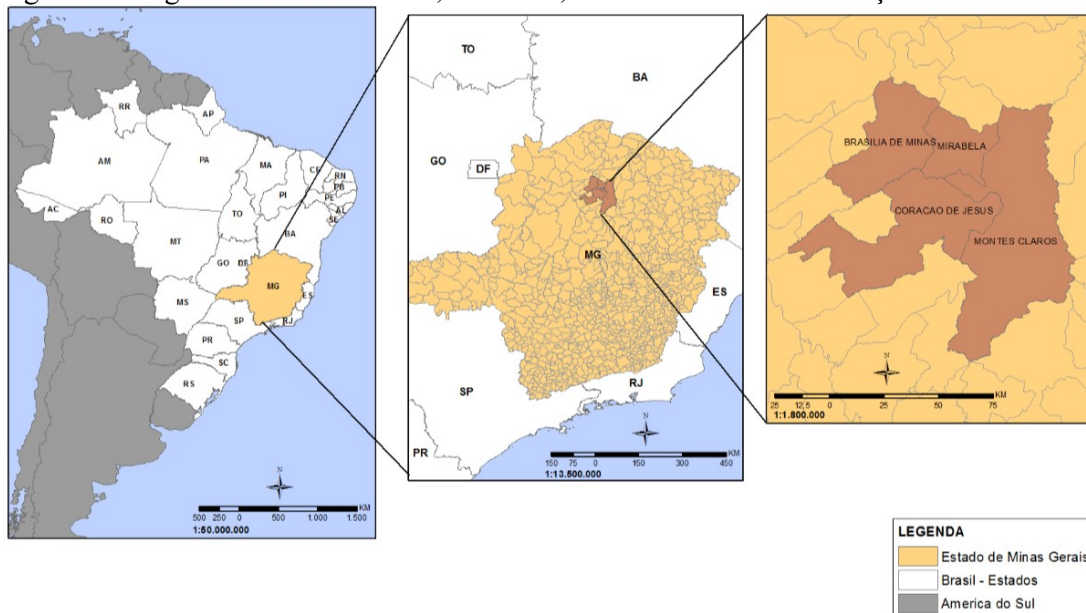 RR
AP
AM
PA
MA
CE
RN
PB
PE
AL
SE
PI
AC
RO
TO
BA
MT
GO
DF
MG
ES
MS
SP
RJ
PR
SC
RS
N
500 250 0 500 1.000 1.500
KM
1:50.000.000
TO
BA
GO
DF
MG
ES
SP
RJ
PR
N
150 75 0 150 300 450
KM
1:13.500.000
BRASILIA DE MINAS
MIRABELA
CORACAO DE JESUS
MONTES CLAROS
N
25 12,5 0 25 50 75
KM
1:1.800.000
LEGENDA
Estado de Minas Gerais
Brasil - Estados
America do Sul